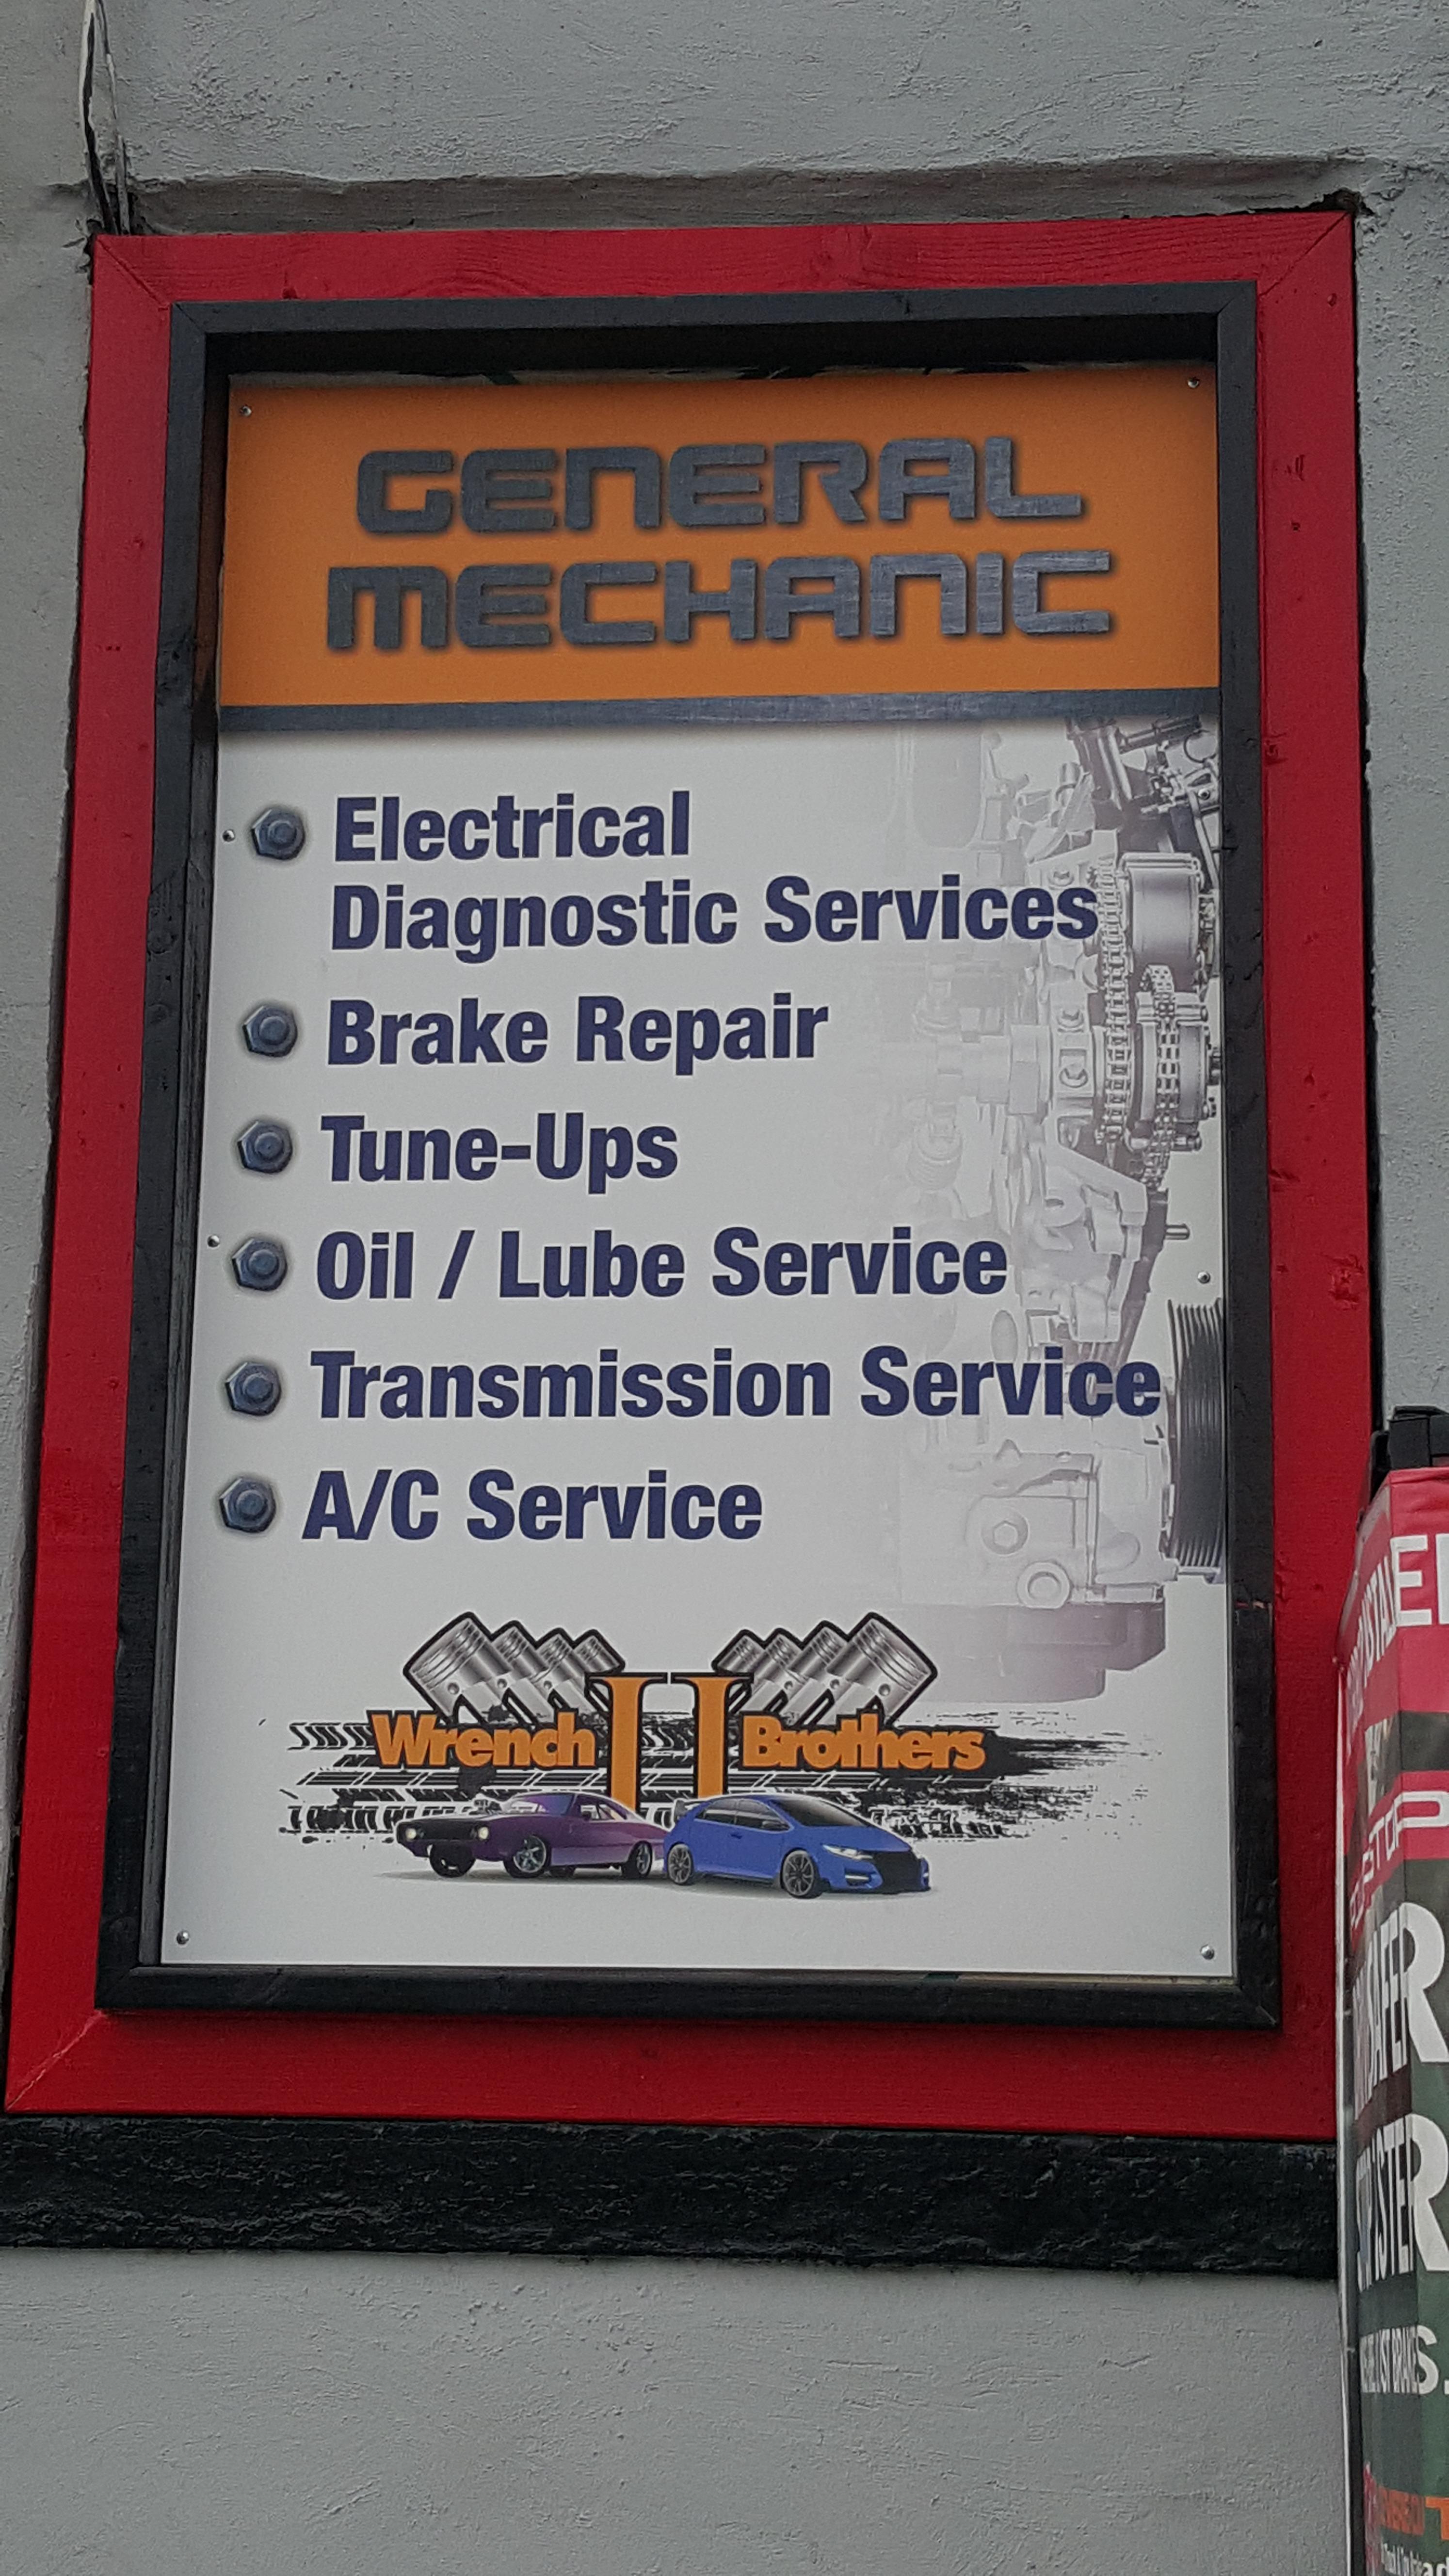 GENERAL
MECHANIC
Electrical
Diagnostic Services
Brake Repair
Tune-Ups
Oil / Lube Service
Transmission Service
A/C Service
Wrench II Brothers